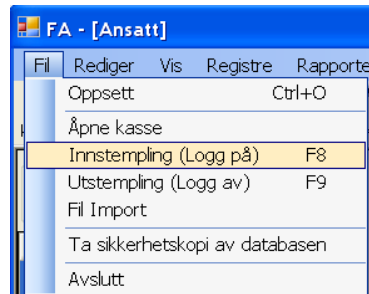 FA - [Ansatt]
Fil Rediger Vis Registre Rapporte
Oppsett Ctrl+O
Åpne kasse
Innstempling (Logg på) F8
Utstempling (Logg av) F9
Fil Import
Ta sikkerhetskopi av databasen
Avslutt